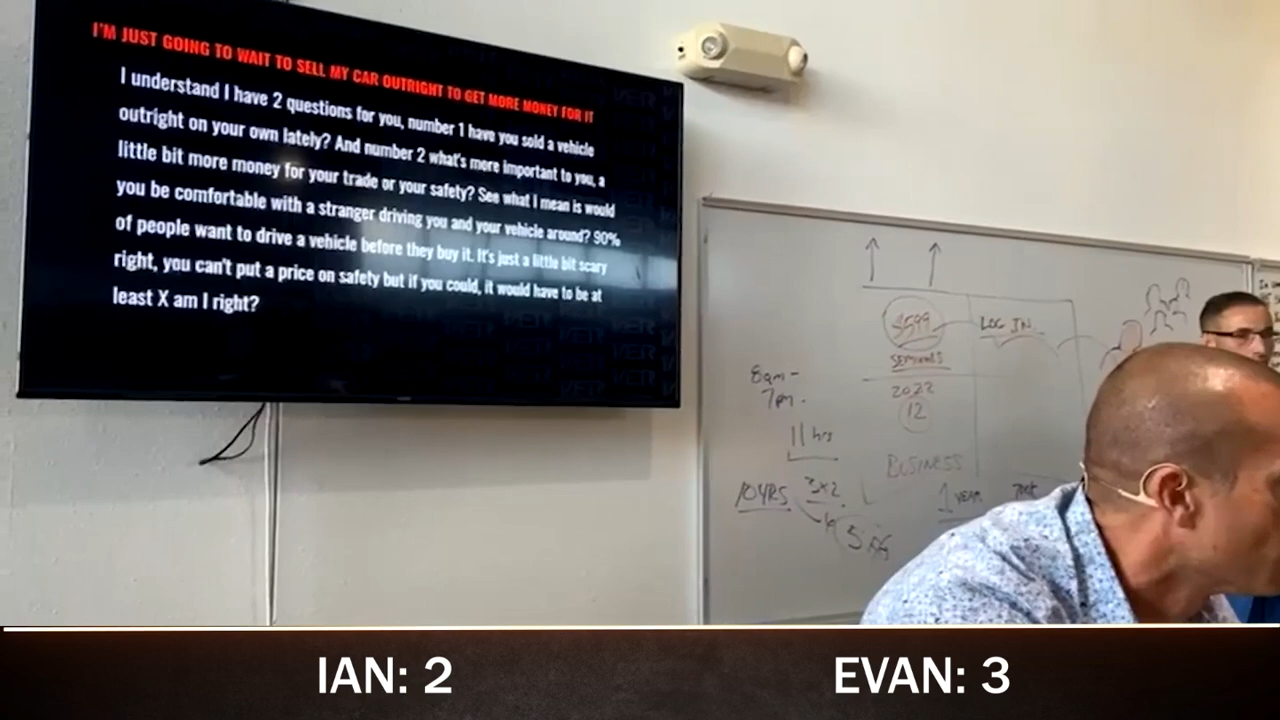 I'M JUST GOING TO WAIT TO SELL MY CAR OUTRIGHT TO GET MORE MONEY FOR IT
I understand I have 2 questions for you, number 1 have you sold a vehicle
outright on your own lately? And number 2 what's more important to you, a
little bit more money for your trade or your safety? See what I mean is would
you be comfortable with a stranger driving you and your vehicle around? 90%
of people want to drive a vehicle before they buy it. It's just a little bit scary
right, you can't put a price on safety but if you could, it would have to be at
least X am I right?
LOG IN
SEMINARS
8am-
7pm.
2022
12
11 hrs
BUSINESS
10 YRS
3x2
1 YEAR
IAN: 2
EVAN: 3